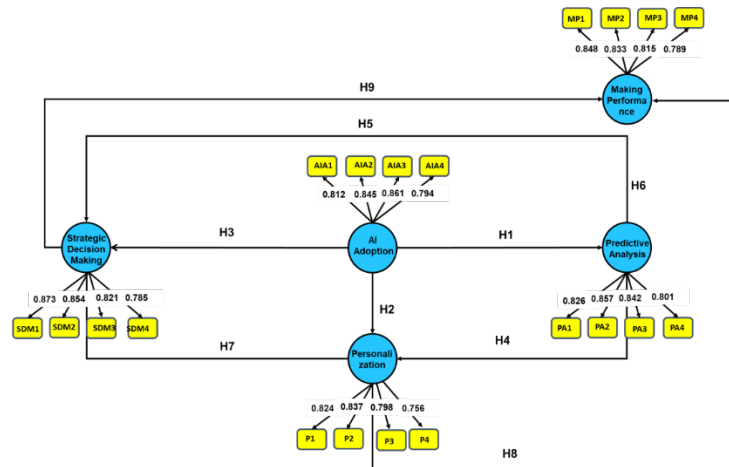 MP1 MP2 MP3 MP4
0.848 0.833 0.815 0.789
H9
Making
Performa
nce
H5
AIA1 AIA2 AIA3 AIA4
H6
0.812 0.845 0.861 0.794
Strategic
Decision
Making
H3
AI
Adoption
H1
Predictive
Analysis
0.873 0.854 0.821 0.785
0.826 0.857 0.842 0.801
H2
SDM1 SDM2 SDM3 SDM4
PA1 PA2 PA3 PA4
H7
Personali
zation
H4
0.824 0.837 0.798 0.756
P1 P2 P3 P4
H8